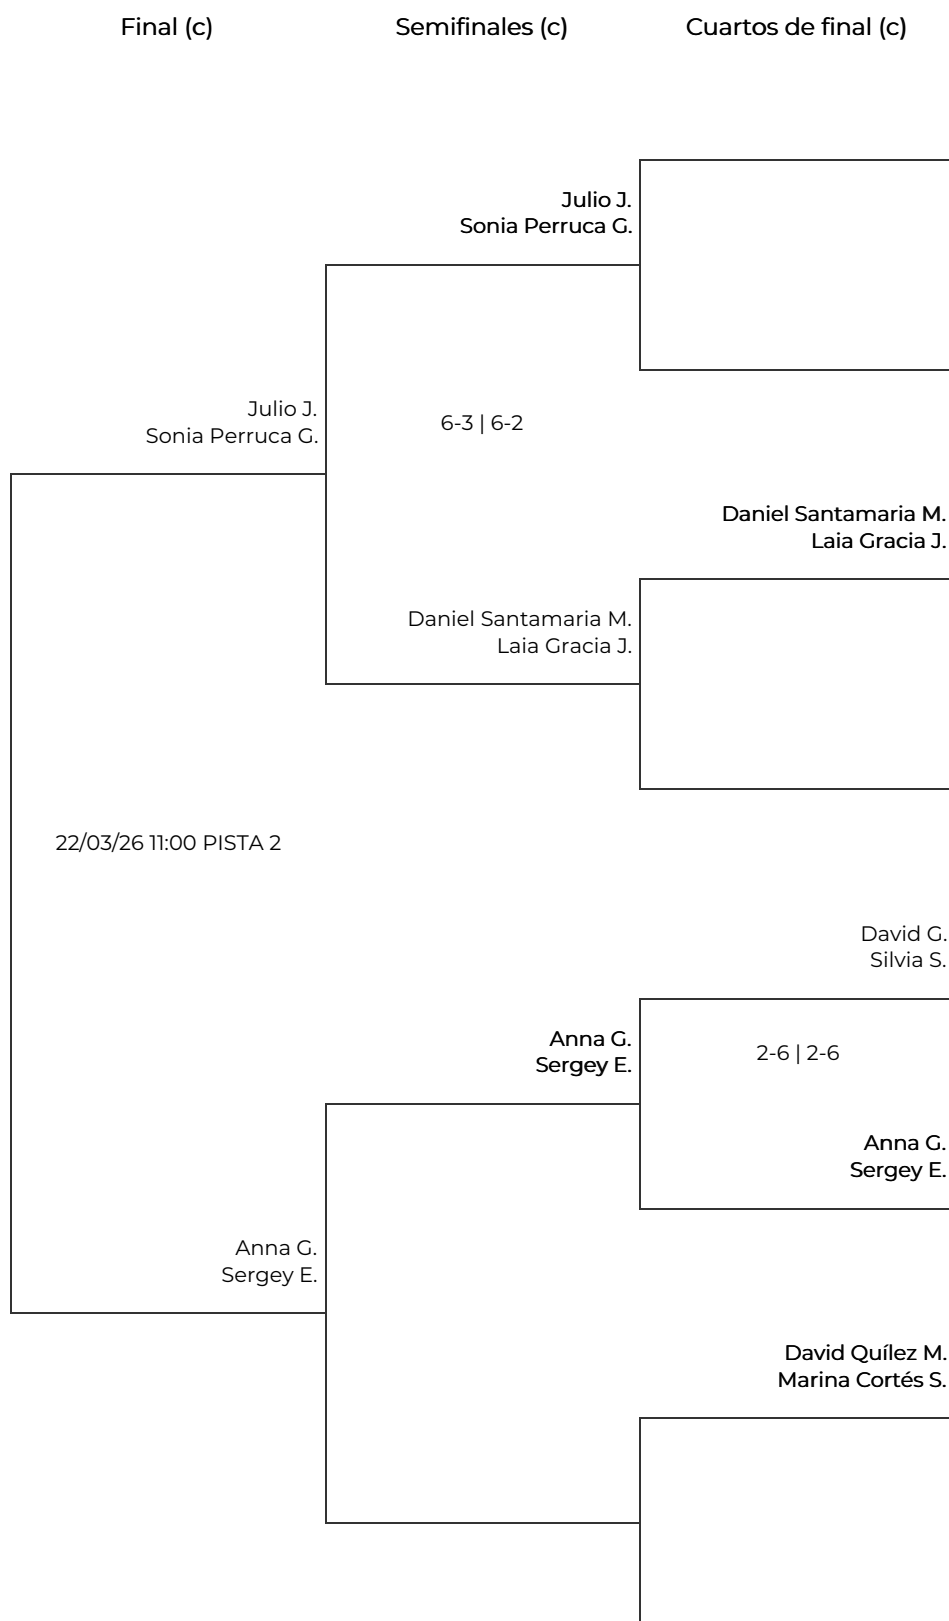 Final (c)
Semifinales (c)
Cuartos de final (c)
Julio J.
Sonia Perruca G.
Julio J.
Sonia Perruca G.
6-3 | 6-2
Daniel Santamaria M.
Laia Gracia J.
Daniel Santamaria M.
Laia Gracia J.
22/03/26 11:00 PISTA 2
David G.
Silvia S.
Anna G.
Sergey E.
2-6 | 2-6
Anna G.
Sergey E.
Anna G.
Sergey E.
David Quílez M.
Marina Cortés S.